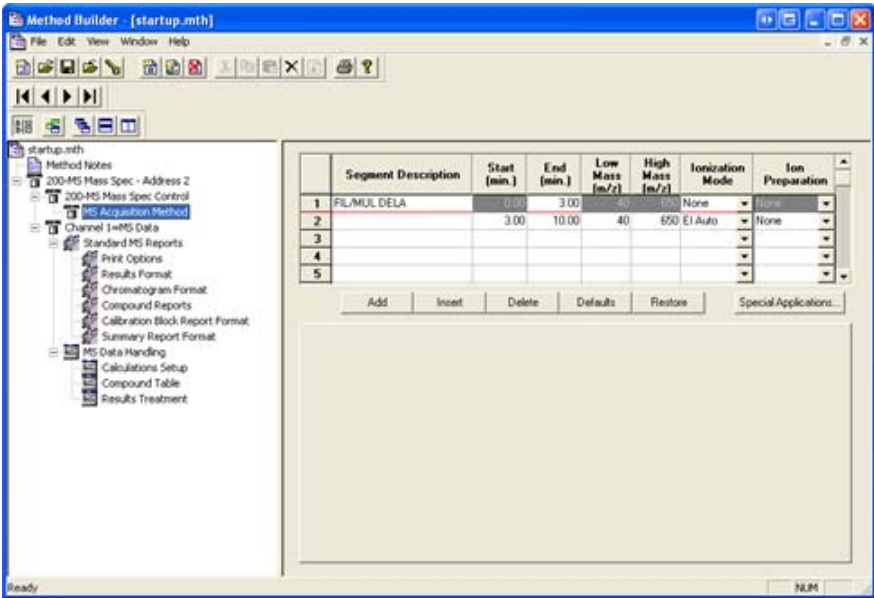 Method Builder - [startup.mth]
File Edit View Window Help
startup.mth
Method Notes
200-MS Mass Spec - Address 2
200-MS Mass Spec Control
MS Acquisition Method
Channel 1=MS Data
Standard MS Reports
Print Options
Results Format
Chromatogram Format
Compound Reports
Calibration Block Report Format
Summary Report Format
MS Data Handling
Calculations Setup
Compound Table
Results Treatment
Segment Description Start (min.) End (min.) Low Mass (m/z) High Mass (m/z) Ionization Mode Ion Preparation
1 FIL/MUL DELA 0.00 3.00 40 650 None None
2 3.00 10.00 40 650 EI Auto None
3
4
5
Add Insert Delete Defaults Restore Special Applications...
Ready NUM